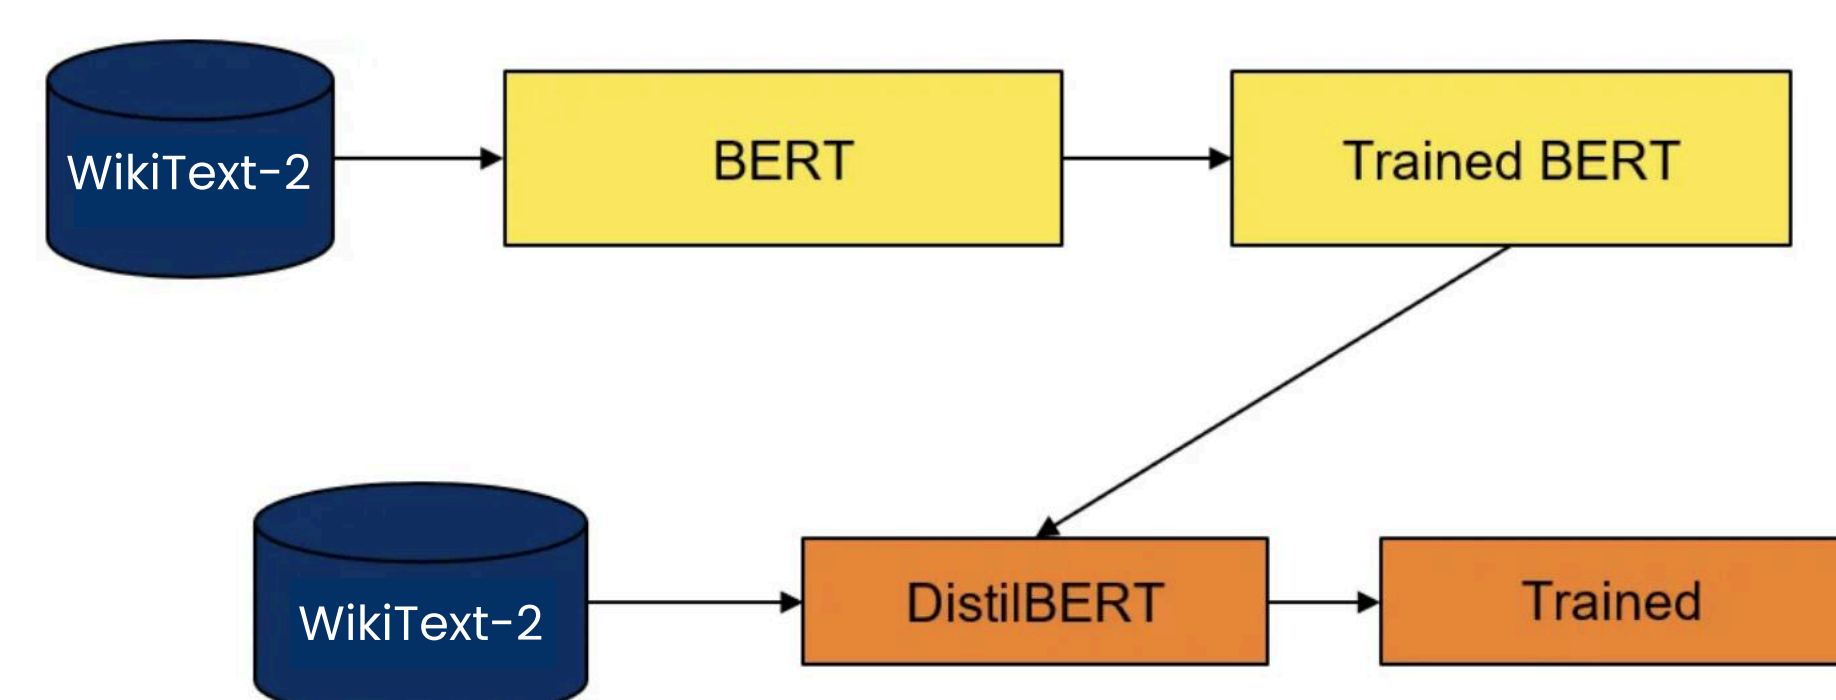 WikiText-2
BERT
Trained BERT
WikiText-2
DistilBERT
Trained